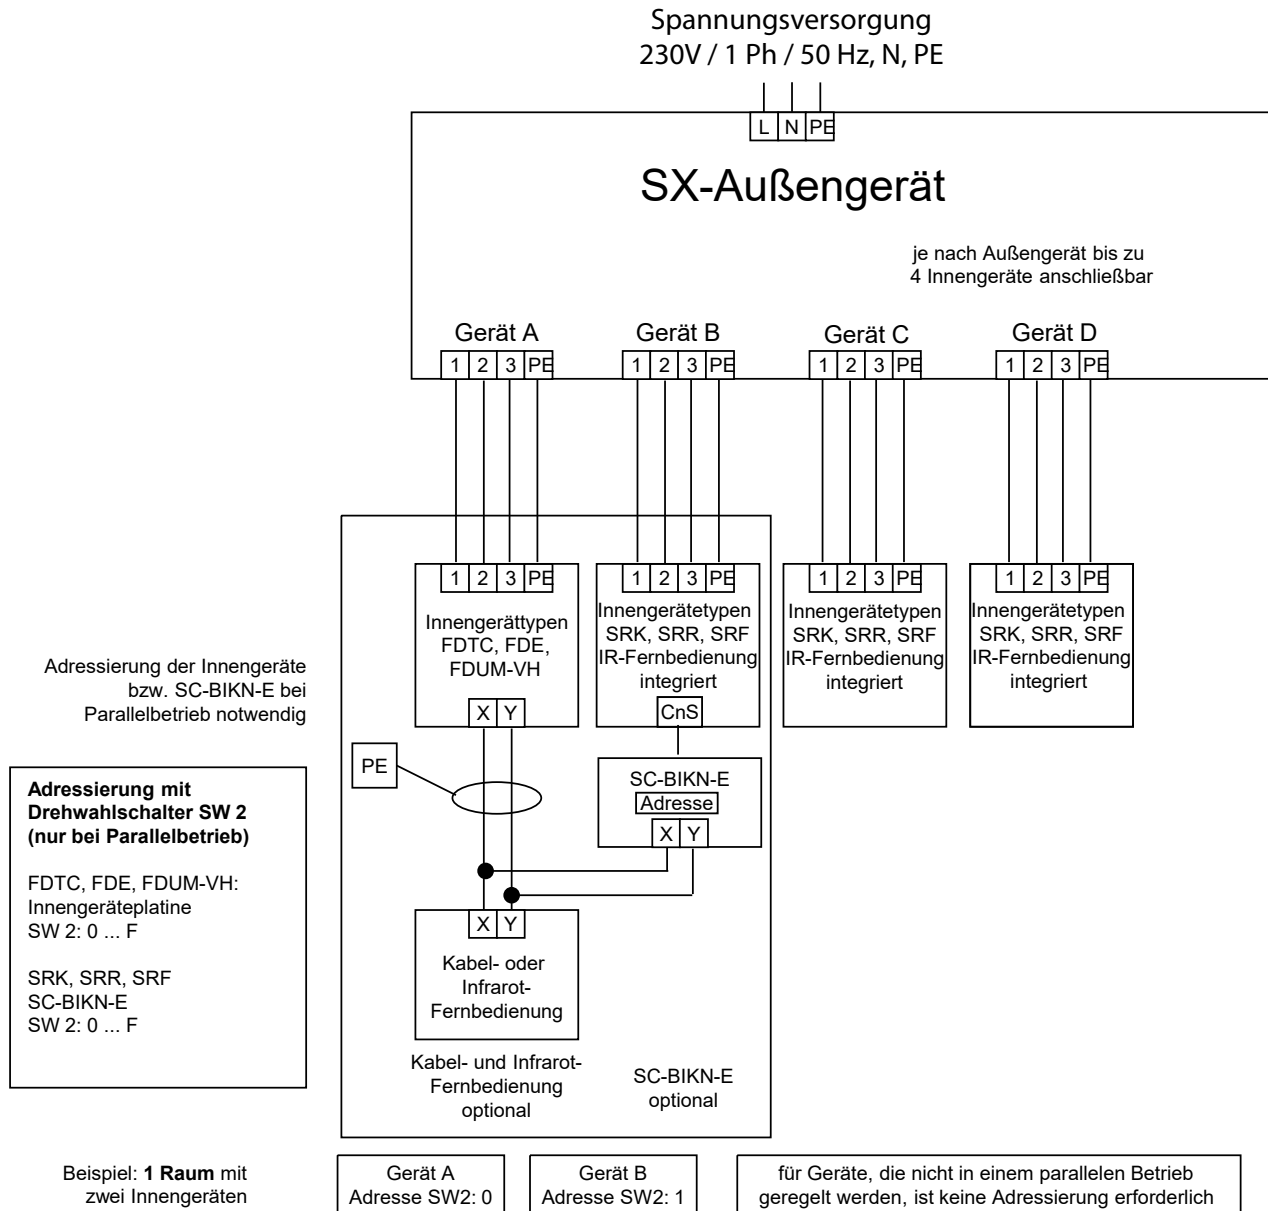 Spannungsversorgung
230V / 1 Ph / 50 Hz, N, PE
L N PE
SX-Außengerät
je nach Außengerät bis zu
4 Innengeräte anschließbar
Gerät A Gerät B Gerät C Gerät D
1 2 3 PE 1 2 3 PE 1 2 3 PE 1 2 3 PE
1 2 3 PE 1 2 3 PE 1 2 3 PE 1 2 3 PE
Innengerättypen
FDTC, FDE,
FDUM-VH
X Y
Innengerätetypen
SRK, SRR, SRF
IR-Fernbedienung
integriert
CnS
Innengerätetypen
SRK, SRR, SRF
IR-Fernbedienung
integriert
Innengerätetypen
SRK, SRR, SRF
IR-Fernbedienung
integriert
Adressierung der Innengeräte
bzw. SC-BIKN-E bei
Parallelbetrieb notwendig
PE
SC-BIKN-E
Adresse
X Y
Adressierung mit
Drehwahlschalter SW 2
(nur bei Parallelbetrieb)
FDTC, FDE, FDUM-VH:
Innengeräteplatine
SW 2: 0 ... F
SRK, SRR, SRF
SC-BIKN-E
SW 2: 0 ... F
X Y
Kabel- oder
Infrarot-
Fernbedienung
Kabel- und Infrarot-
Fernbedienung
optional
SC-BIKN-E
optional
Beispiel: 1 Raum mit
zwei Innengeräten
Gerät A
Adresse SW2: 0
Gerät B
Adresse SW2: 1
für Geräte, die nicht in einem parallelen Betrieb
geregelt werden, ist keine Adressierung erforderlich